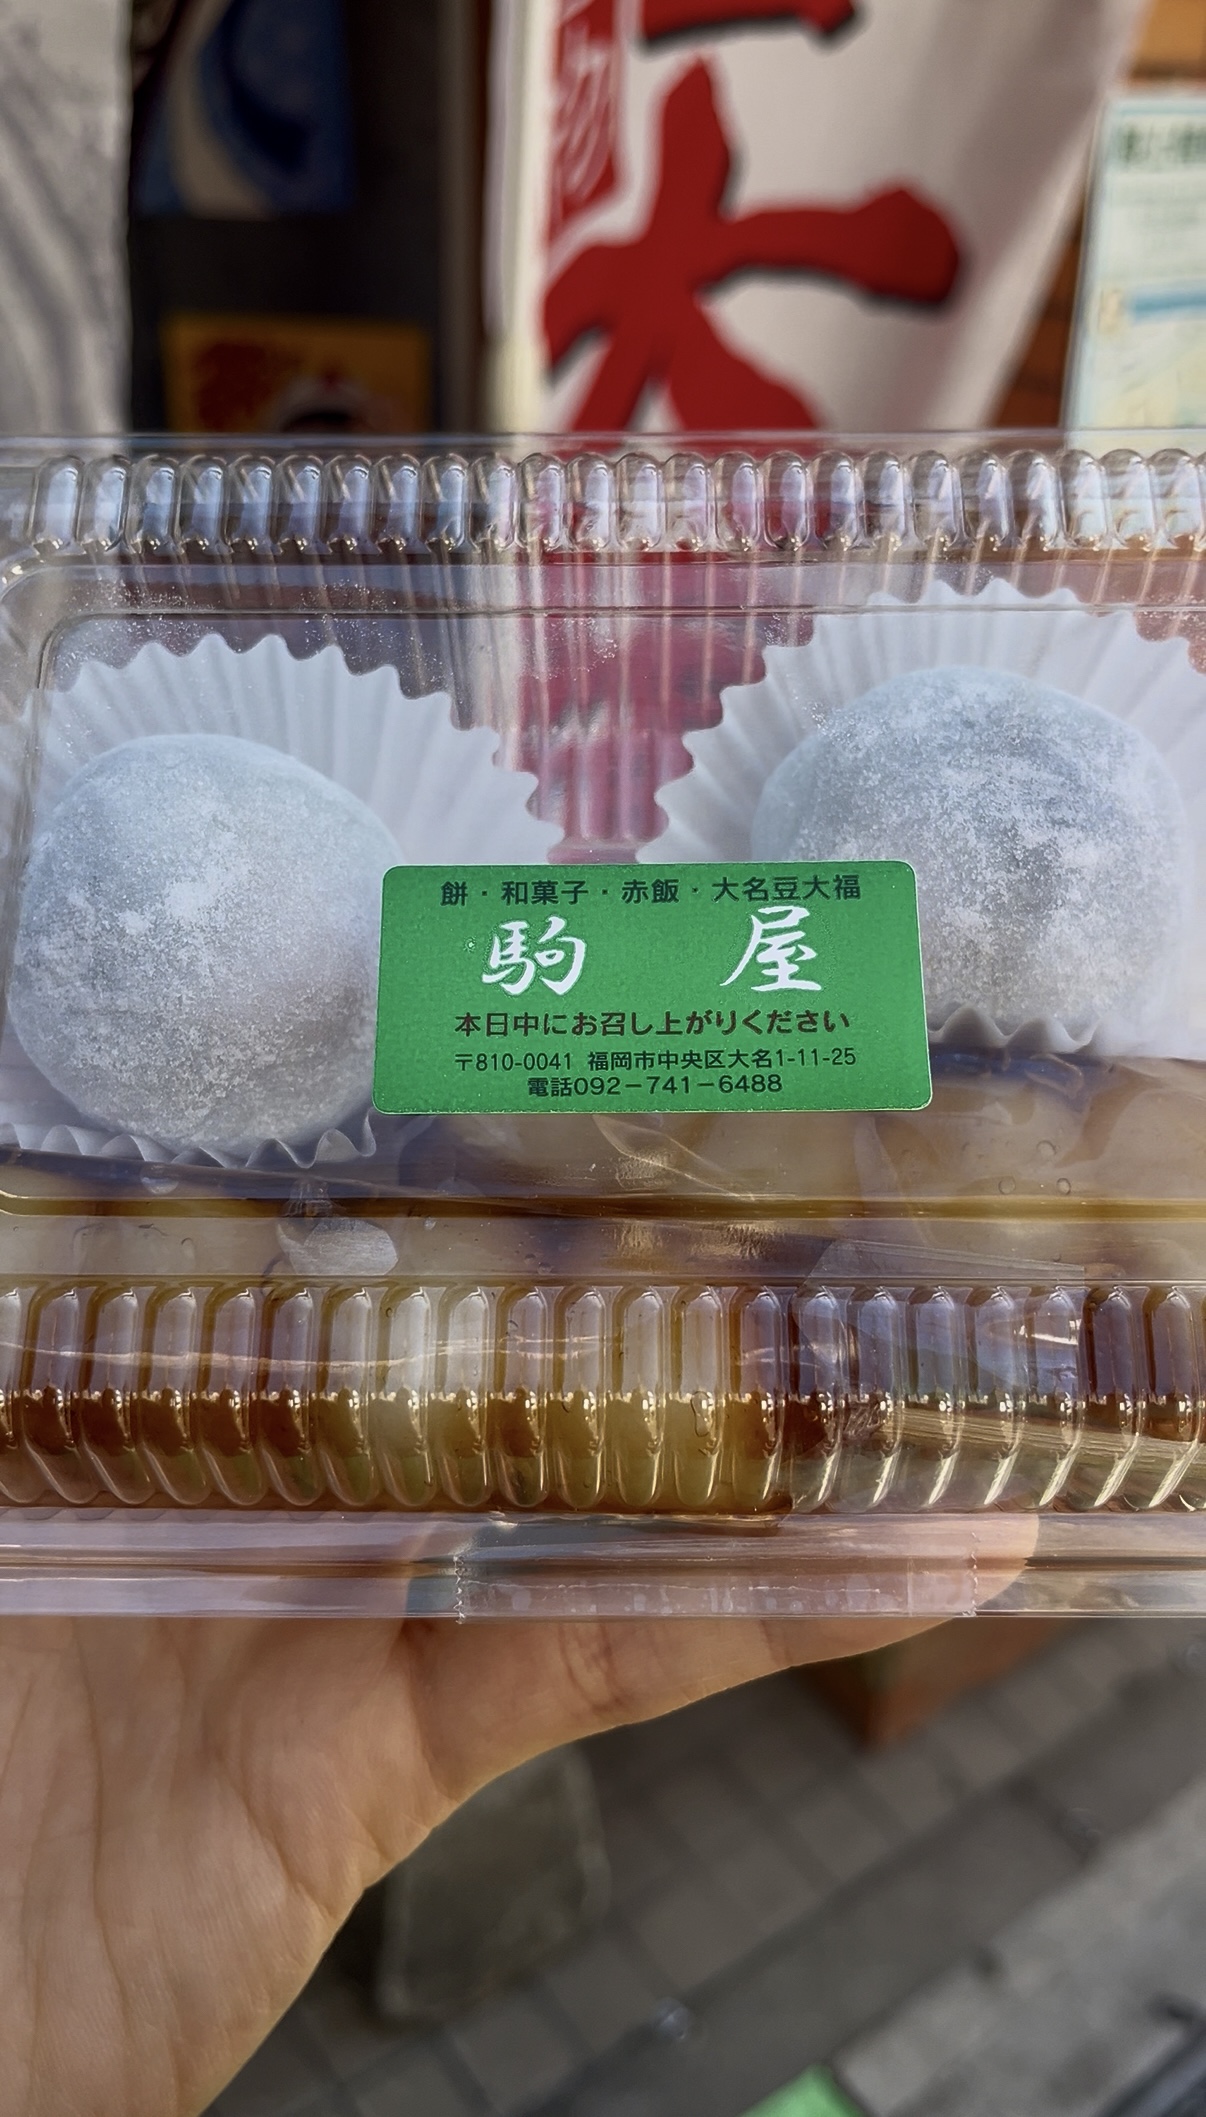 大
餅・和菓子・赤飯・大名豆大福
駒屋
本日中にお召し上がりください
〒810-0041 福岡市中央区大名1-11-25
電話092-741-6488